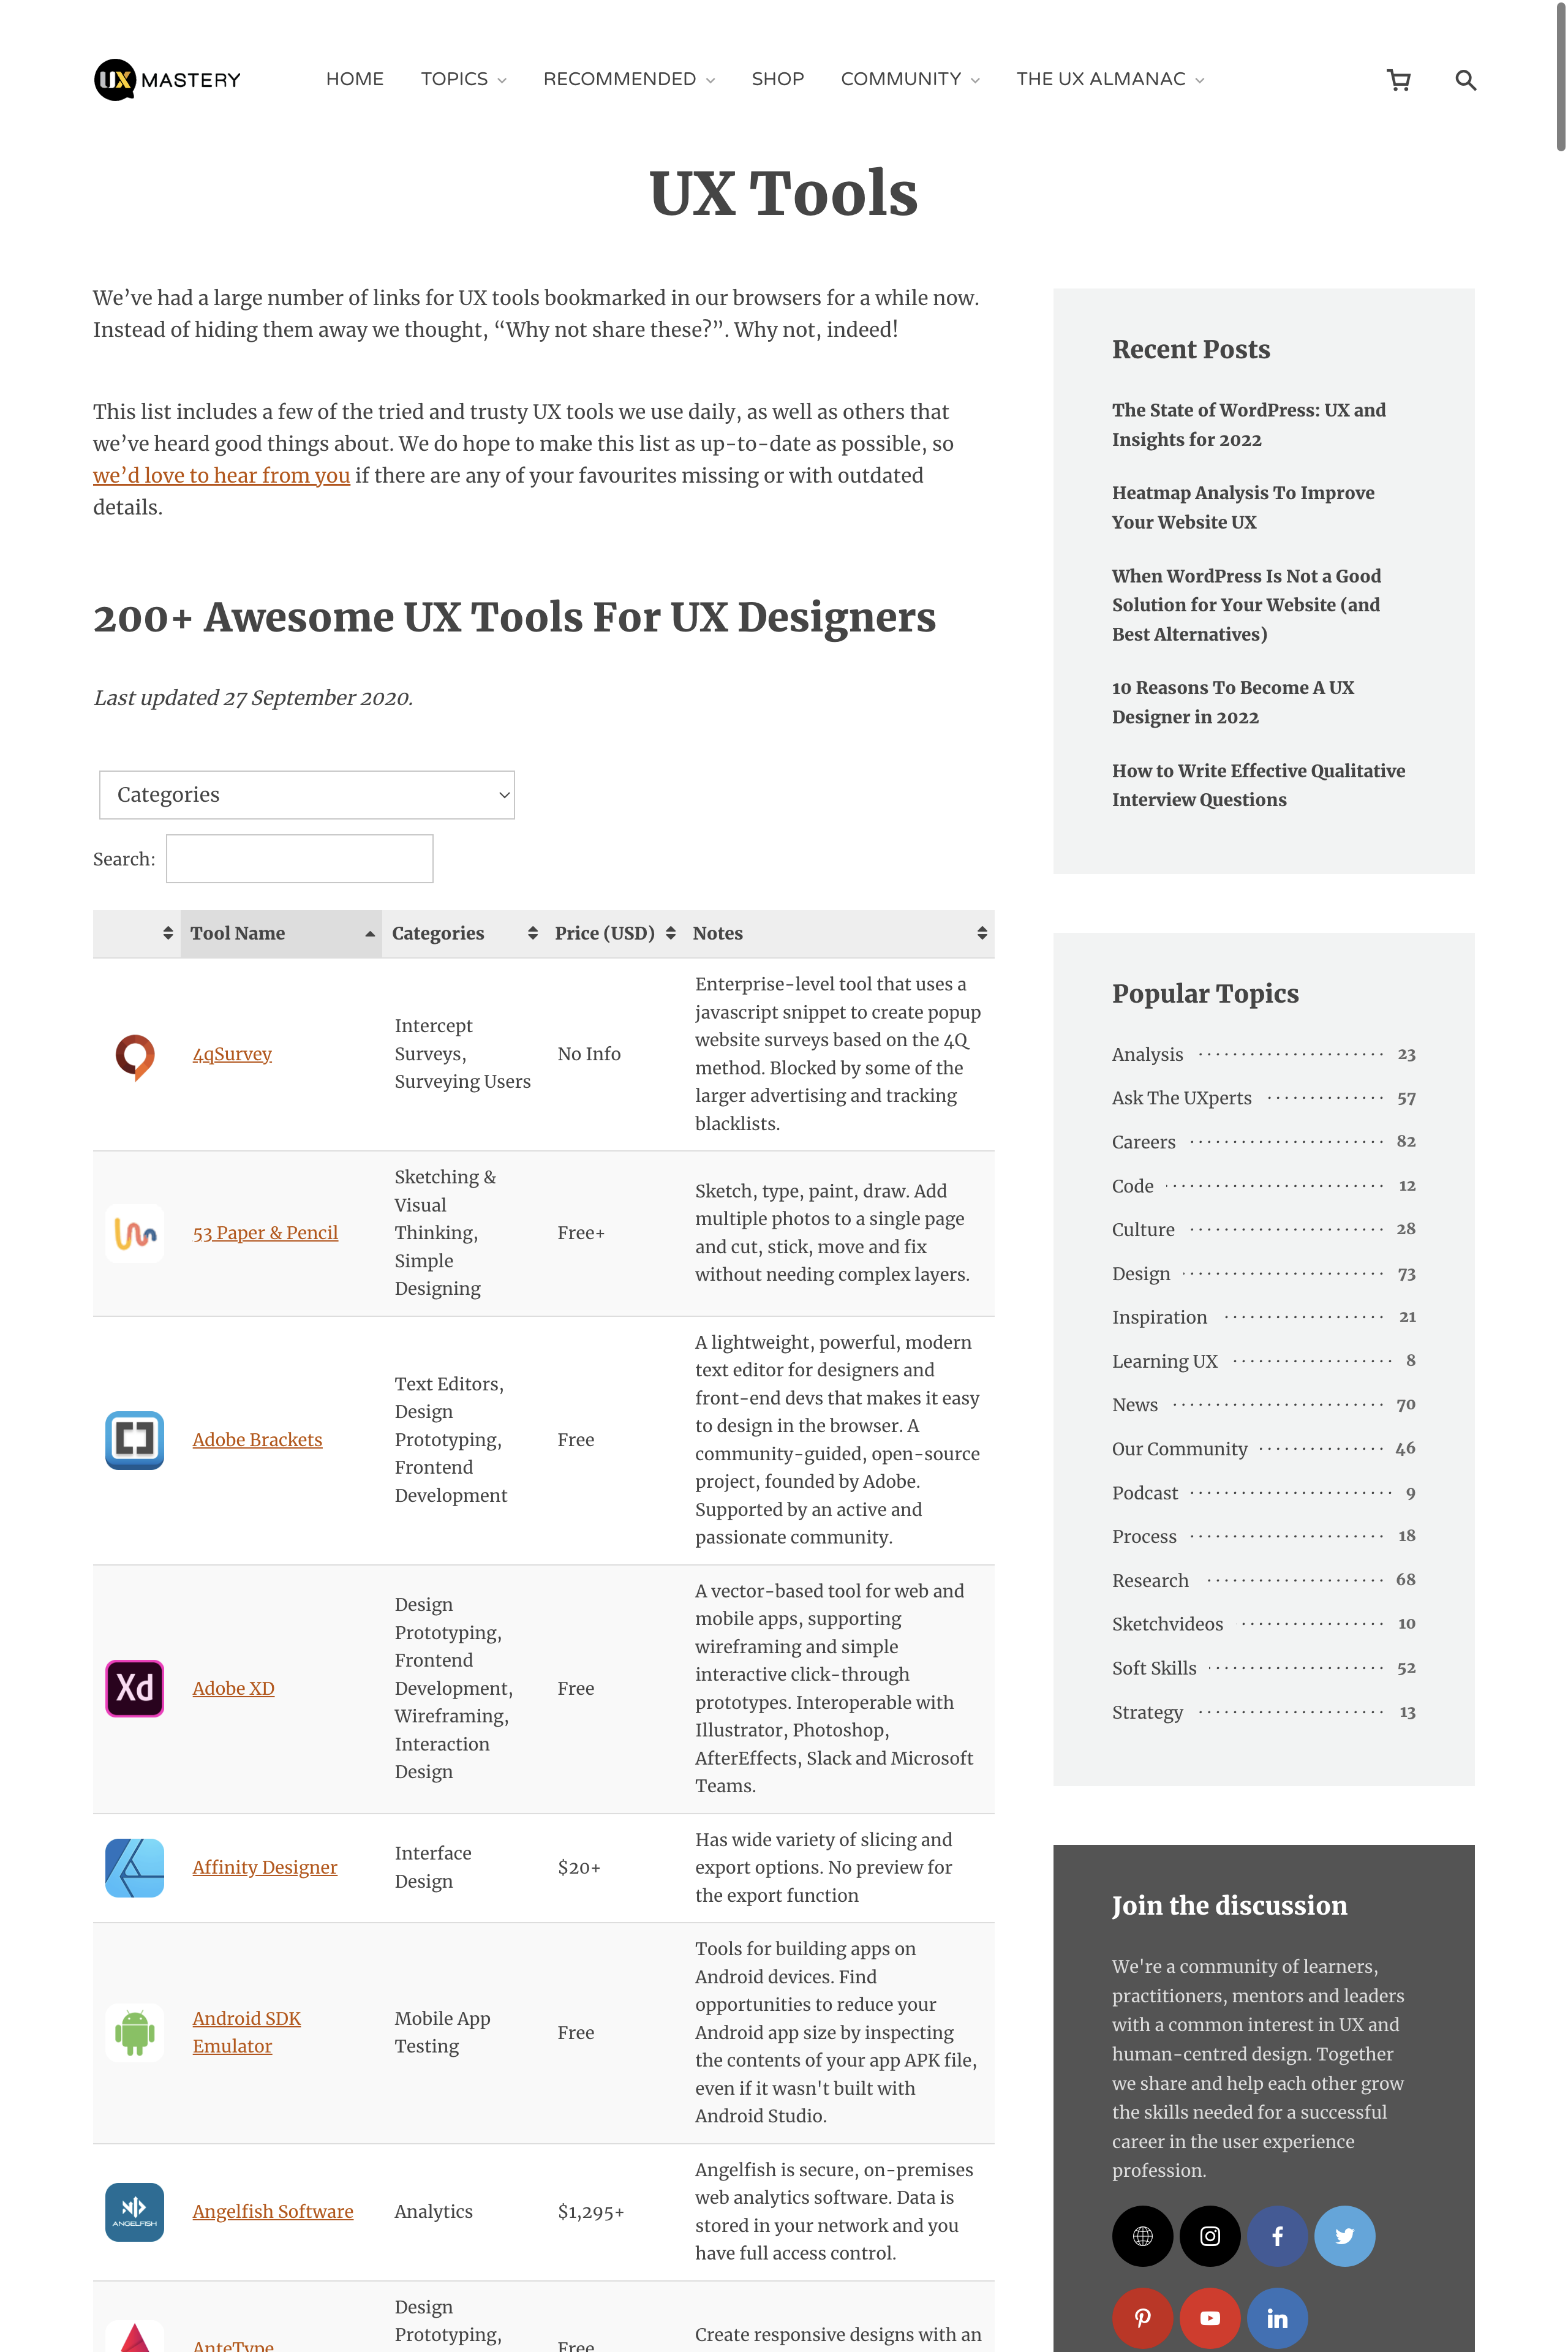 UX MASTERY
HOME
TOPICS
RECOMMENDED
SHOP
COMMUNITY
THE UX ALMANAC
UX Tools
We’ve had a large number of links for UX tools bookmarked in our browsers for a while now.
Instead of hiding them away we thought, “Why not share these?”. Why not, indeed!
This list includes a few of the tried and trusty UX tools we use daily, as well as others that
we’ve heard good things about. We do hope to make this list as up-to-date as possible, so
we’d love to hear from you if there are any of your favourites missing or with outdated
details.
200+ Awesome UX Tools For UX Designers
Last updated 27 September 2020.
Categories
Search:
Tool Name
Categories
Price (USD)
Notes
4qSurvey
Intercept
Surveys,
Surveying Users
No Info
Enterprise-level tool that uses a
javascript snippet to create popup
website surveys based on the 4Q
method. Blocked by some of the
larger advertising and tracking
blacklists.
53 Paper & Pencil
Sketching &
Visual
Thinking,
Simple
Designing
Free+
Sketch, type, paint, draw. Add
multiple photos to a single page
and cut, stick, move and fix
without needing complex layers.
Adobe Brackets
Text Editors,
Design
Prototyping,
Frontend
Development
Free
A lightweight, powerful, modern
text editor for designers and
front-end devs that makes it easy
to design in the browser. A
community-guided, open-source
project, founded by Adobe.
Supported by an active and
passionate community.
Xd
Adobe XD
Design
Prototyping,
Frontend
Development,
Wireframing,
Interaction
Design
Free
A vector-based tool for web and
mobile apps, supporting
wireframing and simple
interactive click-through
prototypes. Interoperable with
Illustrator, Photoshop,
AfterEffects, Slack and Microsoft
Teams.
Affinity Designer
Interface
Design
$20+
Has wide variety of slicing and
export options. No preview for
the export function
Android SDK
Emulator
Mobile App
Testing
Free
Tools for building apps on
Android devices. Find
opportunities to reduce your
Android app size by inspecting
the contents of your app APK file,
even if it wasn't built with
Android Studio.
ANGELFISH
Angelfish Software
Analytics
$1,295+
Angelfish is secure, on-premises
web analytics software. Data is
stored in your network and you
have full access control.
AnteType
Design
Prototyping,
Free
Create responsive designs with an
Recent Posts
The State of WordPress: UX and
Insights for 2022
Heatmap Analysis To Improve
Your Website UX
When WordPress Is Not a Good
Solution for Your Website (and
Best Alternatives)
10 Reasons To Become A UX
Designer in 2022
How to Write Effective Qualitative
Interview Questions
Popular Topics
Analysis 23
Ask The UXperts 57
Careers 82
Code 12
Culture 28
Design 73
Inspiration 21
Learning UX 8
News 70
Our Community 46
Podcast 9
Process 18
Research 68
Sketchvideos 10
Soft Skills 52
Strategy 13
Join the discussion
We're a community of learners,
practitioners, mentors and leaders
with a common interest in UX and
human-centred design. Together
we share and help each other grow
the skills needed for a successful
career in the user experience
profession.